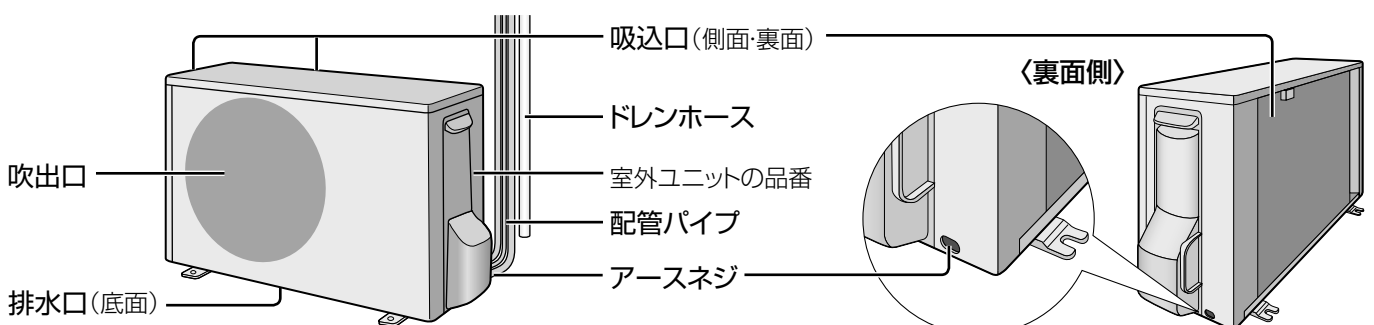 吸込口(側面・裏面)
〈裏面側〉
ドレンホース
吹出口
室外ユニットの品番
配管パイプ
アースネジ
排水口(底面)